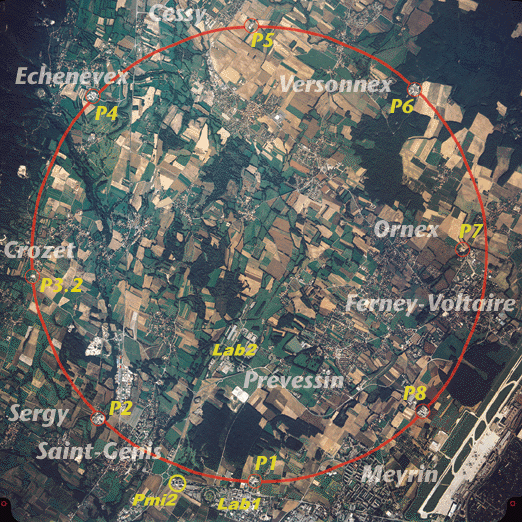 Cessy
P5
Echenevex
Versonnex
P4
P6
Ornex
P7
Crozet
P3,2
Ferney-Voltaire
Lab2
Prevessin
P8
Sergy
P2
Saint-Genis
P1
Meyrin
Pmi2
Lab1